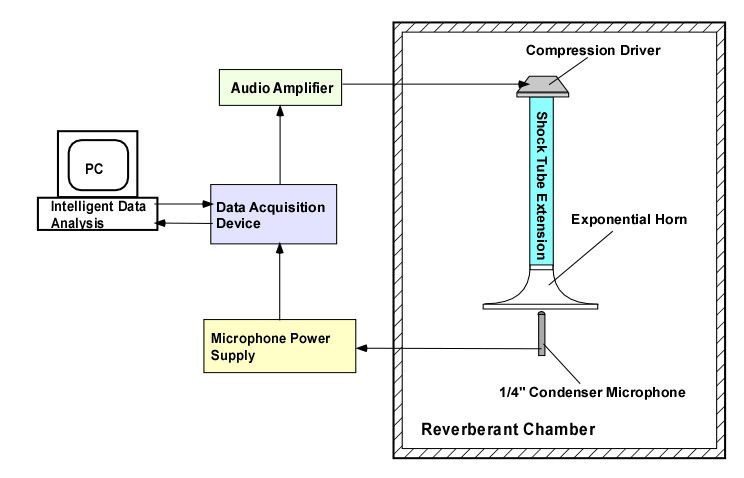 Compression Driver
Audio Amplifier
Shock Tube Extension
PC
Intelligent Data
Analysis
Data Acquisition
Device
Exponential Horn
Microphone Power
Supply
1/4" Condenser Microphone
Reverberant Chamber